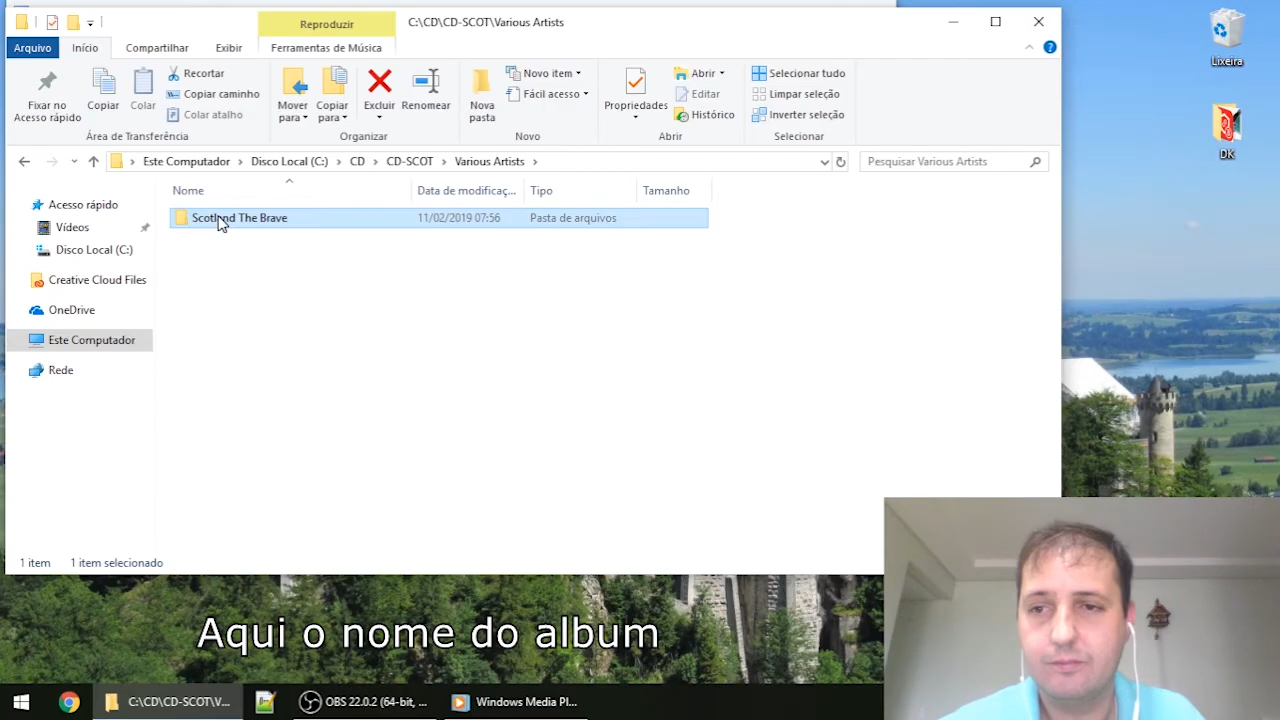 Reproduzir
C:\CD\CD-SCOT\Various Artists
Lixeira
Arquivo
Início
Compartilhar
Exibir
Ferramentas de Música
Fixar no
Acesso rápido
Copiar
Colar
Recortar
Copiar caminho
Colar atalho
Área de Transferência
Mover
para
Copiar
para
Excluir
Renomear
Organizar
Nova
pasta
Novo item
Fácil acesso
Novo
Propriedades
Abrir
Editar
Histórico
Abrir
Selecionar tudo
Limpar seleção
Inverter seleção
Selecionar
DK
Este Computador
Disco Local (C:)
CD
CD-SCOT
Various Artists
Pesquisar Various Artists
Nome
Data de modificaç...
Tipo
Tamanho
Scotland The Brave
11/02/2019 07:56
Pasta de arquivos
Acesso rápido
Vídeos
Disco Local (C:)
Creative Cloud Files
OneDrive
Este Computador
Rede
1 item
1 item selecionado
Aqui o nome do album
C:\CD\CD-SCOT\V...
OBS 22.0.2 (64-bit, ...
Windows Media Pl...